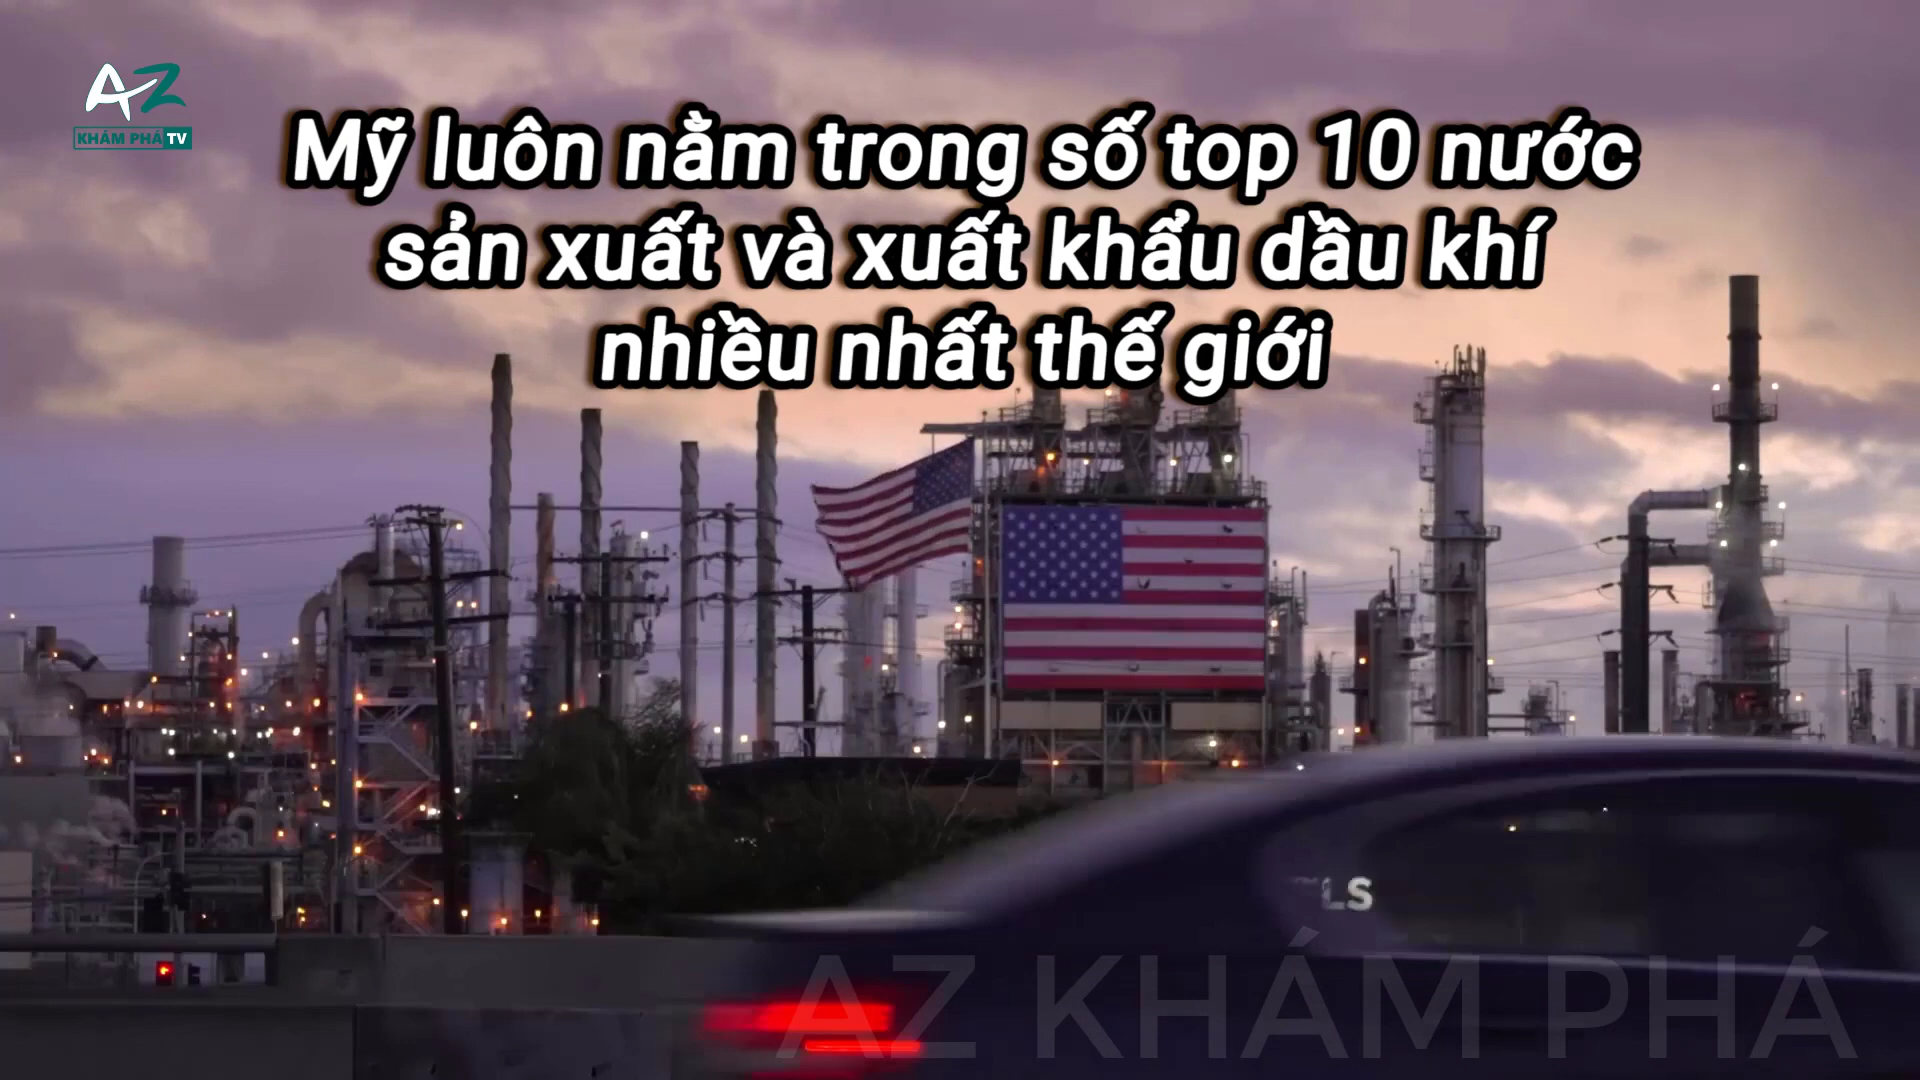 AZ
KHÁM PHÁ TV
Mỹ luôn nằm trong số top 10 nước
sản xuất và xuất khẩu dầu khí
nhiều nhất thế giới
LS
AZ KHÁM PHÁ